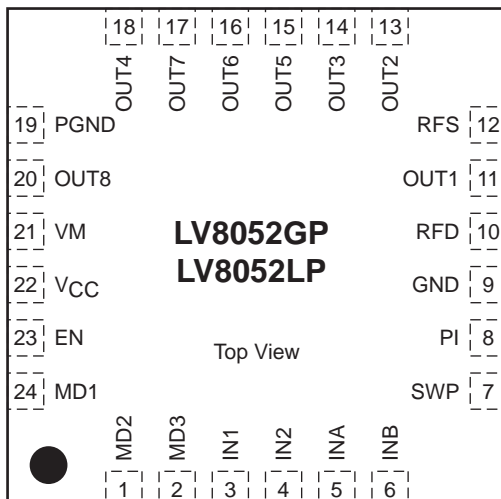 18 17 16 15 14 13
OUT4 OUT7 OUT6 OUT5 OUT3 OUT2
19 PGND RFS 12
20 OUT8 OUT1 11
21 VM LV8052GP RFD 10
LV8052LP
22 VCC GND 9
23 EN PI 8
Top View
24 MD1 SWP 7
MD2 MD3 IN1 IN2 INA INB
1 2 3 4 5 6